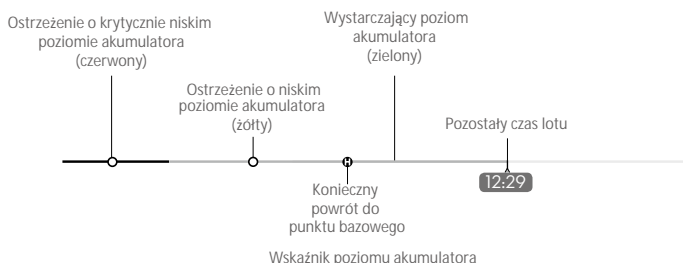 Ostrzeżenie o krytycznie niskim
poziomie akumulatora
(czerwony)
Wystarczający poziom
akumulatora
(zielony)
Ostrzeżenie o niskim
poziomie akumulatora
(żółty)
Pozostały czas lotu
H
12:29
Konieczny
powrót do
punktu bazowego
Wskaźnik poziomu akumulatora